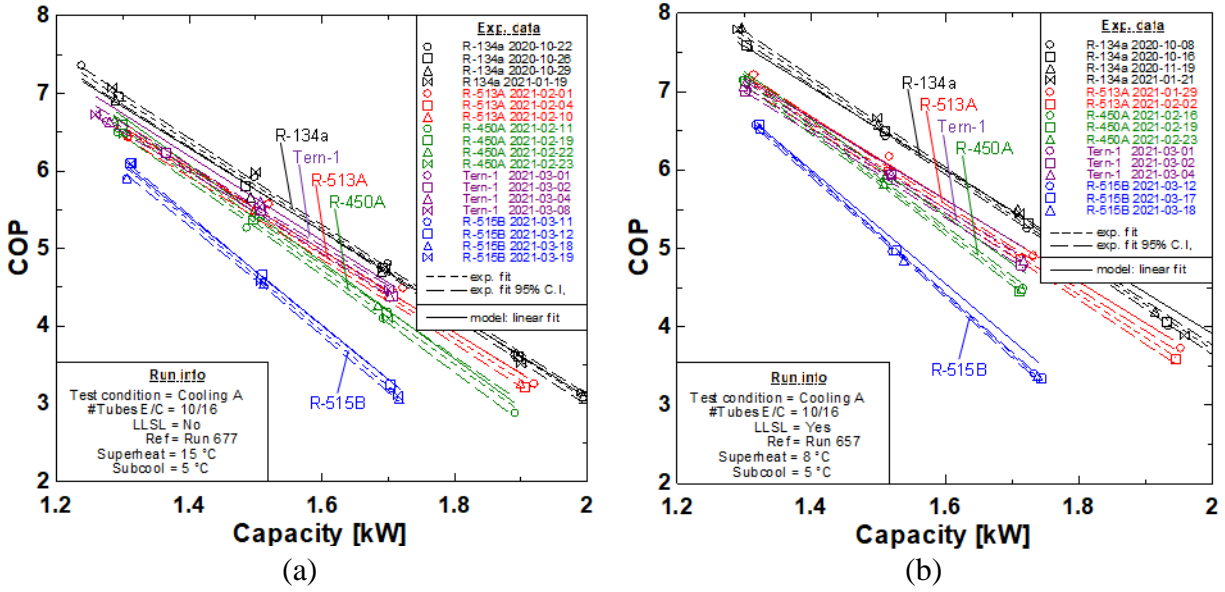 8
7
6
5
4
3
2
COP
1.2
1.4
1.6
1.8
2
Capacity [kW]
Exp. data
R-134a 2020-10-22
R-134a 2020-10-26
R-134a 2020-10-29
R-134a 2021-01-19
R-513A 2021-02-01
R-513A 2021-02-04
R-513A 2021-02-10
R-450A 2021-02-11
R-450A 2021-02-19
R-450A 2021-02-22
R-450A 2021-02-23
Tern-1 2021-03-01
Tern-1 2021-03-02
Tern-1 2021-03-04
Tern-1 2021-03-08
R-515B 2021-03-11
R-515B 2021-03-12
R-515B 2021-03-18
R-515B 2021-03-19
exp. fit
exp. fit 95% C.I,
model: linear fit
R-134a
Tern-1
R-513A
R-450A
R-515B
Run info
Test condition = Cooling A
#Tubes E/C = 10/16
LLSL = No
Ref = Run 677
Superheat = 15 °C
Subcool = 5 °C
(a)
8
7
6
5
4
3
2
COP
1.2
1.4
1.6
1.8
2
Capacity [kW]
Exp. data
R-134a 2020-10-08
R-134a 2020-10-16
R-134a 2020-11-19
R-134a 2021-01-21
R-513A 2021-01-29
R-513A 2021-02-02
R-450A 2021-02-16
R-450A 2021-02-19
R-450A 2021-02-23
Tern-1 2021-03-01
Tern-1 2021-03-02
Tern-1 2021-03-04
R-515B 2021-03-12
R-515B 2021-03-17
R-515B 2021-03-18
exp. fit
exp. fit 95% C.I,
model: linear fit
R-134a
R-513A
Tern-1
R-450A
R-515B
Run info
Test condition = Cooling A
#Tubes E/C = 10/16
LLSL = Yes
Ref = Run 657
Superheat = 8 °C
Subcool = 5 °C
(b)